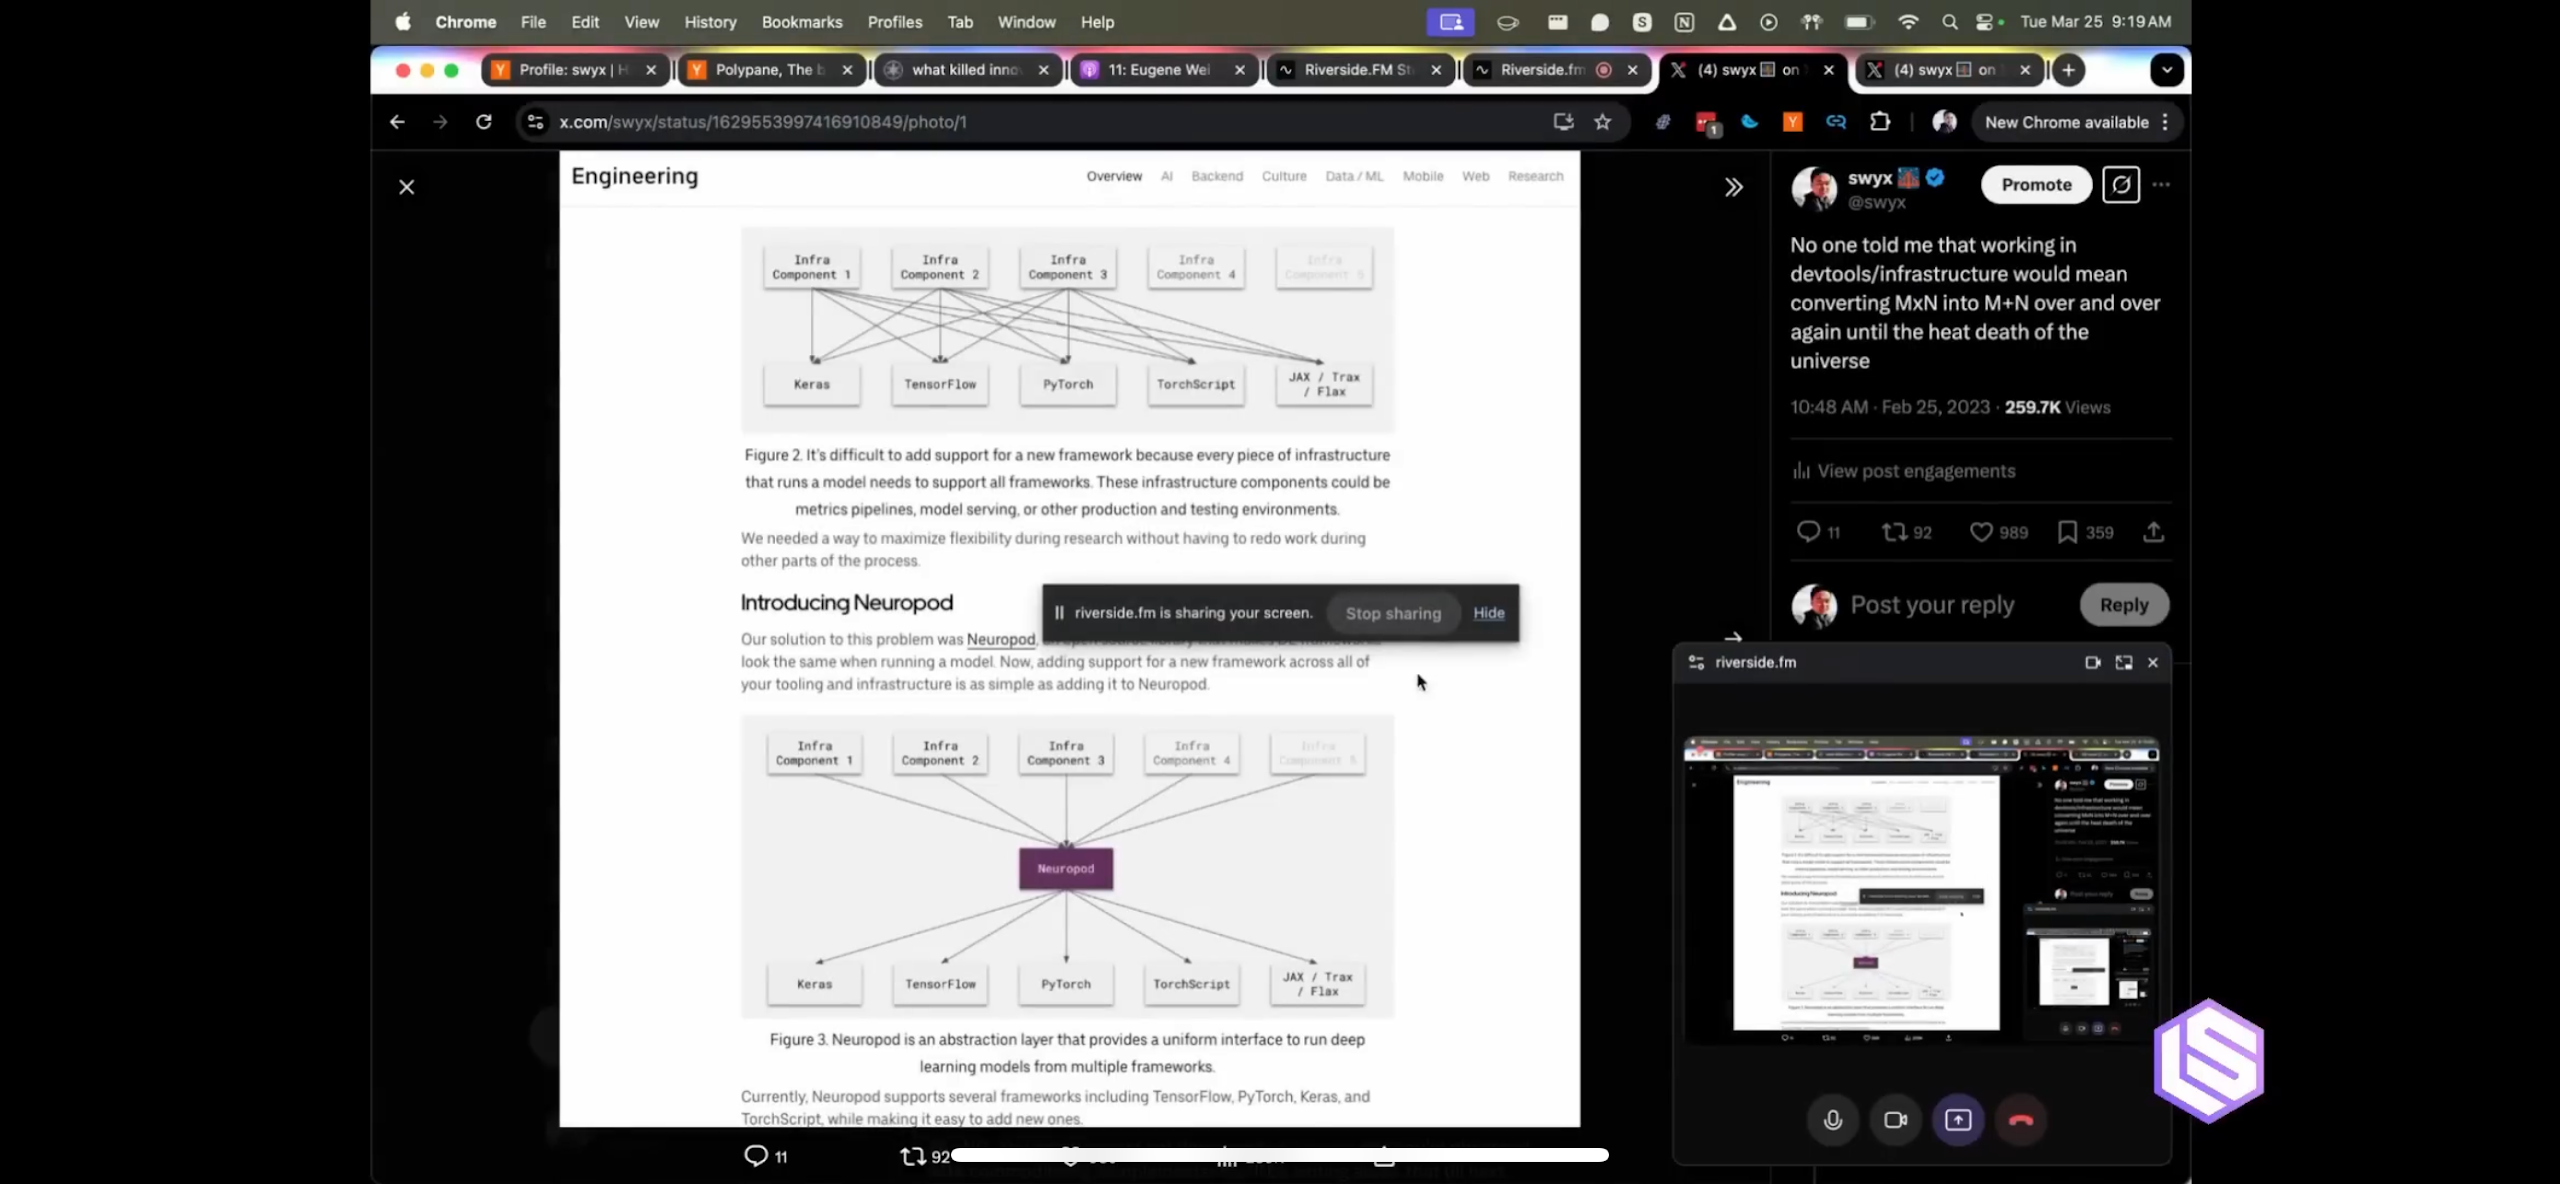 Chrome File Edit View History Bookmarks Profiles Tab Window Help
Tue Mar 25 9:19 AM
Profile: swyx | H
Polypane, The b
what killed inno
11: Eugene Wei
Riverside.FM St
Riverside.fm
(4) swyx on
(4) swyx on
x.com/swyx/status/1629553997416910849/photo/1
1
New Chrome available
Engineering
Overview AI Backend Culture Data / ML Mobile Web Research
Infra Component 1
Infra Component 2
Infra Component 3
Infra Component 4
Infra Component 5
Keras
TensorFlow
PyTorch
TorchScript
JAX / Trax / Flax
Figure 2. It's difficult to add support for a new framework because every piece of infrastructure
that runs a model needs to support all frameworks. These infrastructure components could be
metrics pipelines, model serving, or other production and testing environments.
We needed a way to maximize flexibility during research without having to redo work during
other parts of the process.
Introducing Neuropod
riverside.fm is sharing your screen. Stop sharing Hide
Our solution to this problem was Neuropod,
look the same when running a model. Now, adding support for a new framework across all of
your tooling and infrastructure is as simple as adding it to Neuropod.
Infra Component 1
Infra Component 2
Infra Component 3
Infra Component 4
Infra Component 5
Neuropod
Keras
TensorFlow
PyTorch
TorchScript
JAX / Trax / Flax
Figure 3. Neuropod is an abstraction layer that provides a uniform interface to run deep
learning models from multiple frameworks.
Currently, Neuropod supports several frameworks including TensorFlow, PyTorch, Keras, and
TorchScript, while making it easy to add new ones.
11
92
swyx
@swyx
Promote
No one told me that working in
devtools/infrastructure would mean
converting MxN into M+N over and over
again until the heat death of the
universe
10:48 AM · Feb 25, 2023 · 259.7K Views
View post engagements
11 92 989 359
Post your reply
Reply
riverside.fm